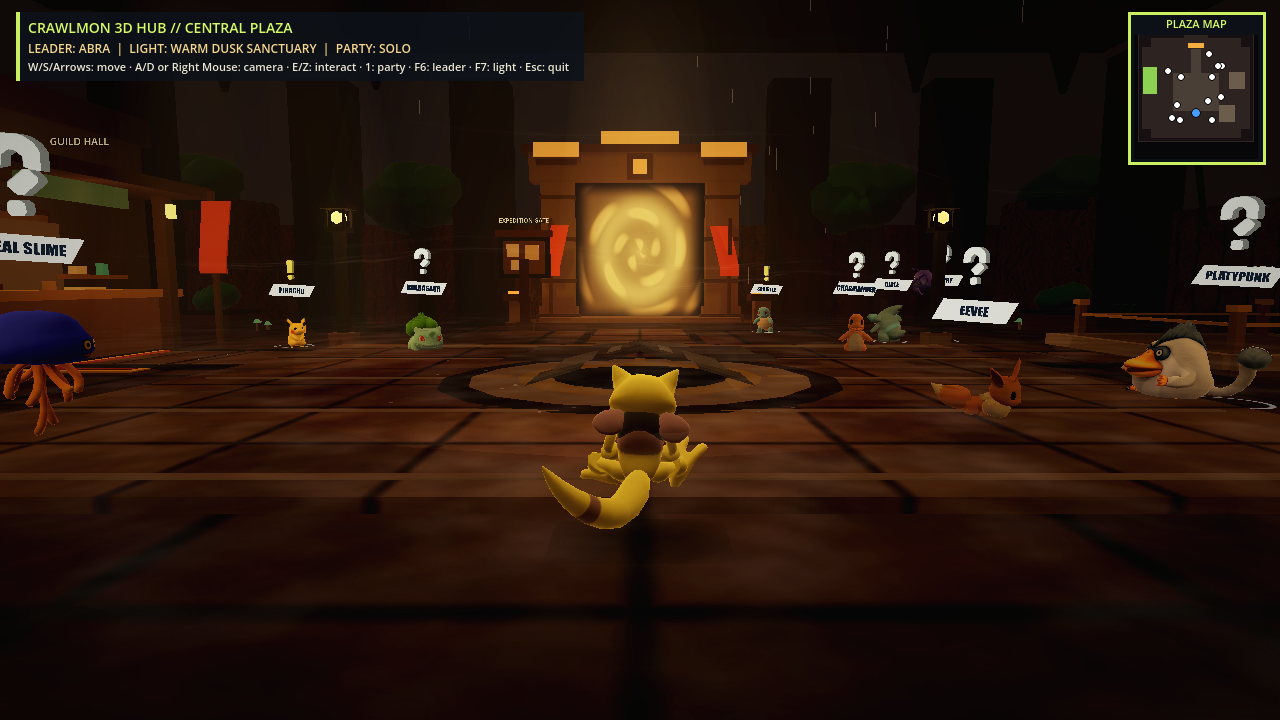 CRAWLMON 3D HUB // CENTRAL PLAZA
LEADER: ABRA | LIGHT: WARM DUSK SANCTUARY | PARTY: SOLO
W/S/Arrows: move · A/D or Right Mouse: camera · E/Z: interact · 1: party · F6: leader · F7: light · Esc: quit
PLAZA MAP
GUILD HALL
EXPEDITION GATE
SLIME
PIKACHU
BULBASAUR
CHARMANDER
EEVEE
PLATYPUNK